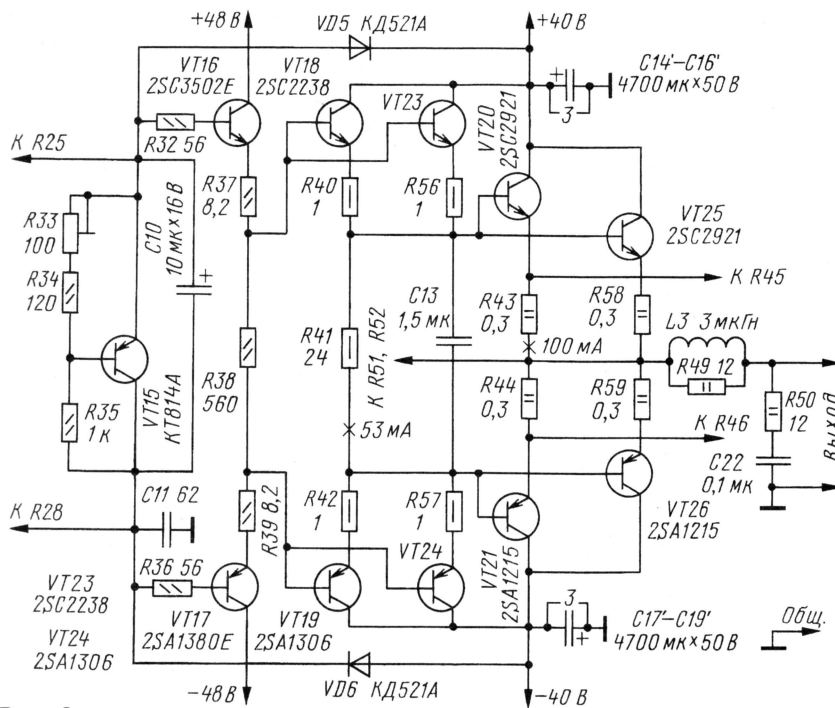 +48 В
VD5 КД521А
+40 В
VT16
2SC3502E
VT18
2SC2238
VT23
VT20
2SC2921
C14'–C16'
4700 мк×50 В
3
R32 56
К R25
R37
8,2
R40
1
R56
1
VT25
2SC2921
R33
100
C10
10 мк×16 В
+
R34
120
C13
1,5 мк
К R45
R43
0,3
R58
0,3
L3 3 мкГн
R41
24
К R51, R52
100 мА
R49 12
R38
560
VT15
КТ814А
R44
0,3
R59
0,3
R50
12
Выход
R35
1 к
53 мА
К R46
C22
0,1 мк
C11 62
R39 8,2
R42
1
R57
1
VT26
2SA1215
К R28
R36 56
VT24
VT21
2SA1215
VT23
2SC2238
VT17
2SA1380E
VT19
2SA1306
3
C17'–C19'
4700 мк×50 В
Общ.
VT24
2SA1306
–48 В
VD6 КД521А
–40 В